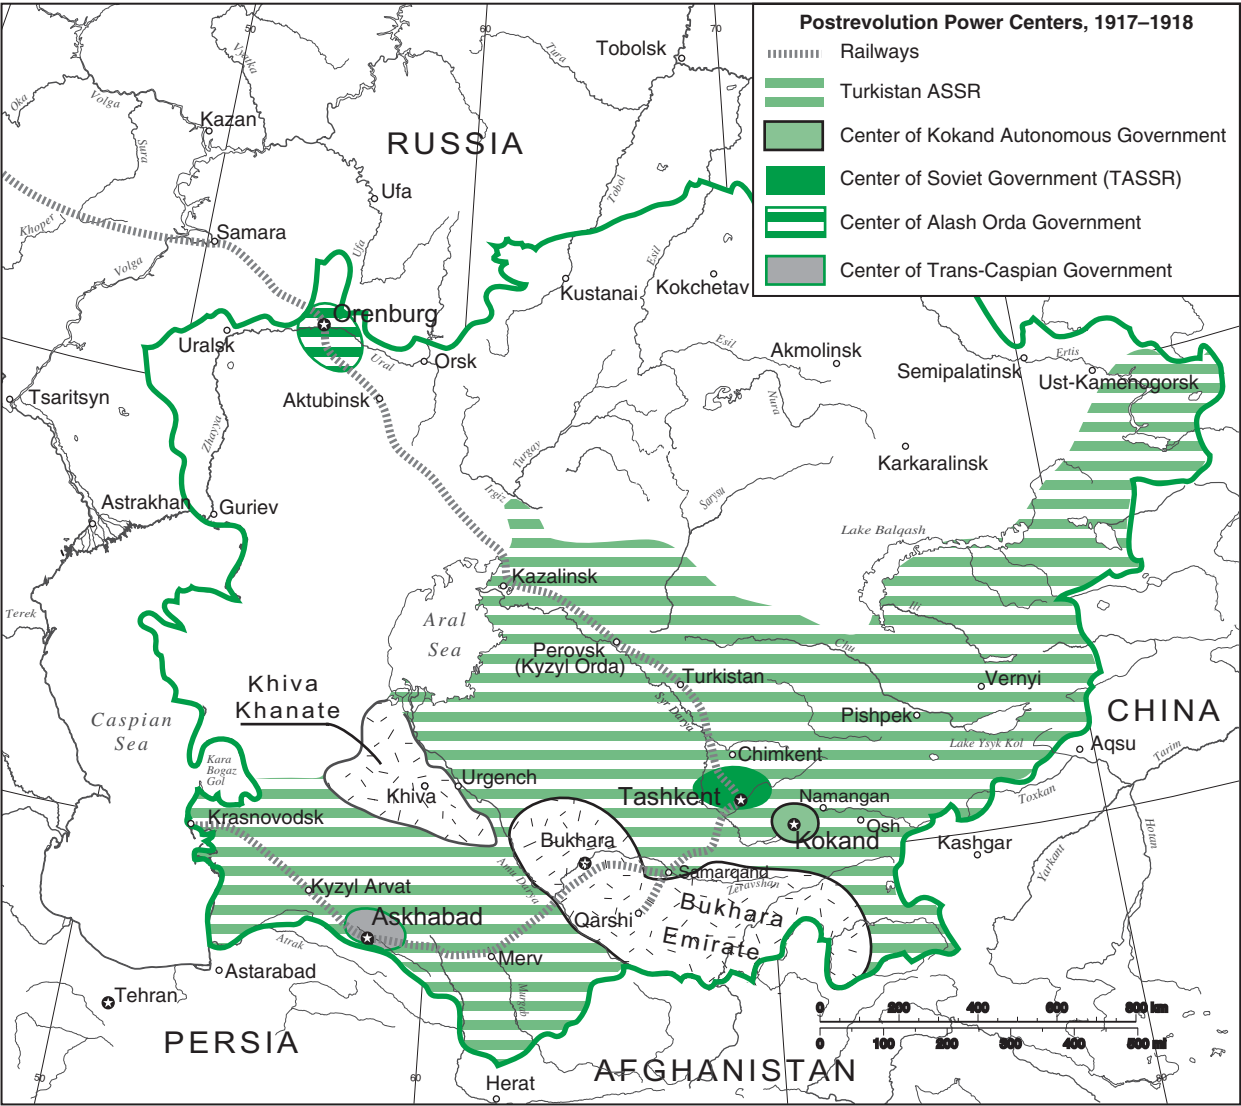 Postrevolution Power Centers, 1917–1918
Railways
Turkistan ASSR
Center of Kokand Autonomous Government
Center of Soviet Government (TASSR)
Center of Alash Orda Government
Center of Trans-Caspian Government
50
60
70
Tobolsk
Vyatka
Tura
Oka
Volga
Kazan
RUSSIA
Sura
Ufa
Tobol
Khoper
Samara
Ufa
Esil
Volga
Kustanai
Kokchetav
Orenburg
Uralsk
Ural
Orsk
Esil
Akmolinsk
Ertis
Semipalatinsk
Ust-Kamenogorsk
Tsaritsyn
Aktubinsk
Nura
Zhayya
Turgay
Karkaralinsk
Irgiz
Sarysu
Astrakhan
Guriev
Lake Balqash
Kazalinsk
Terek
Aral
Sea
Ili
Perovsk
(Kyzyl Orda)
Chu
Turkistan
Vernyi
Khiva
Khanate
Syr Darya
Pishpek
CHINA
Caspian
Sea
Lake Ysyk Kol
Aqsu
Tarim
Kara
Bogaz
Gol
Chimkent
Urgench
Khiva
Tashkent
Namangan
Toxkan
Krasnovodsk
Osh
Kokand
Bukhara
Kashgar
Hotan
Yarkant
Samarqand
Zeravshan
Amu Darya
Kyzyl Arvat
Askhabad
Qarshi
Bukhara
Emirate
Atrak
Merv
Astarabad
Murgab
Tehran
0 200 400 600 800 km
0 100 200 300 400 500 mi
PERSIA
AFGHANISTAN
Herat
50
60